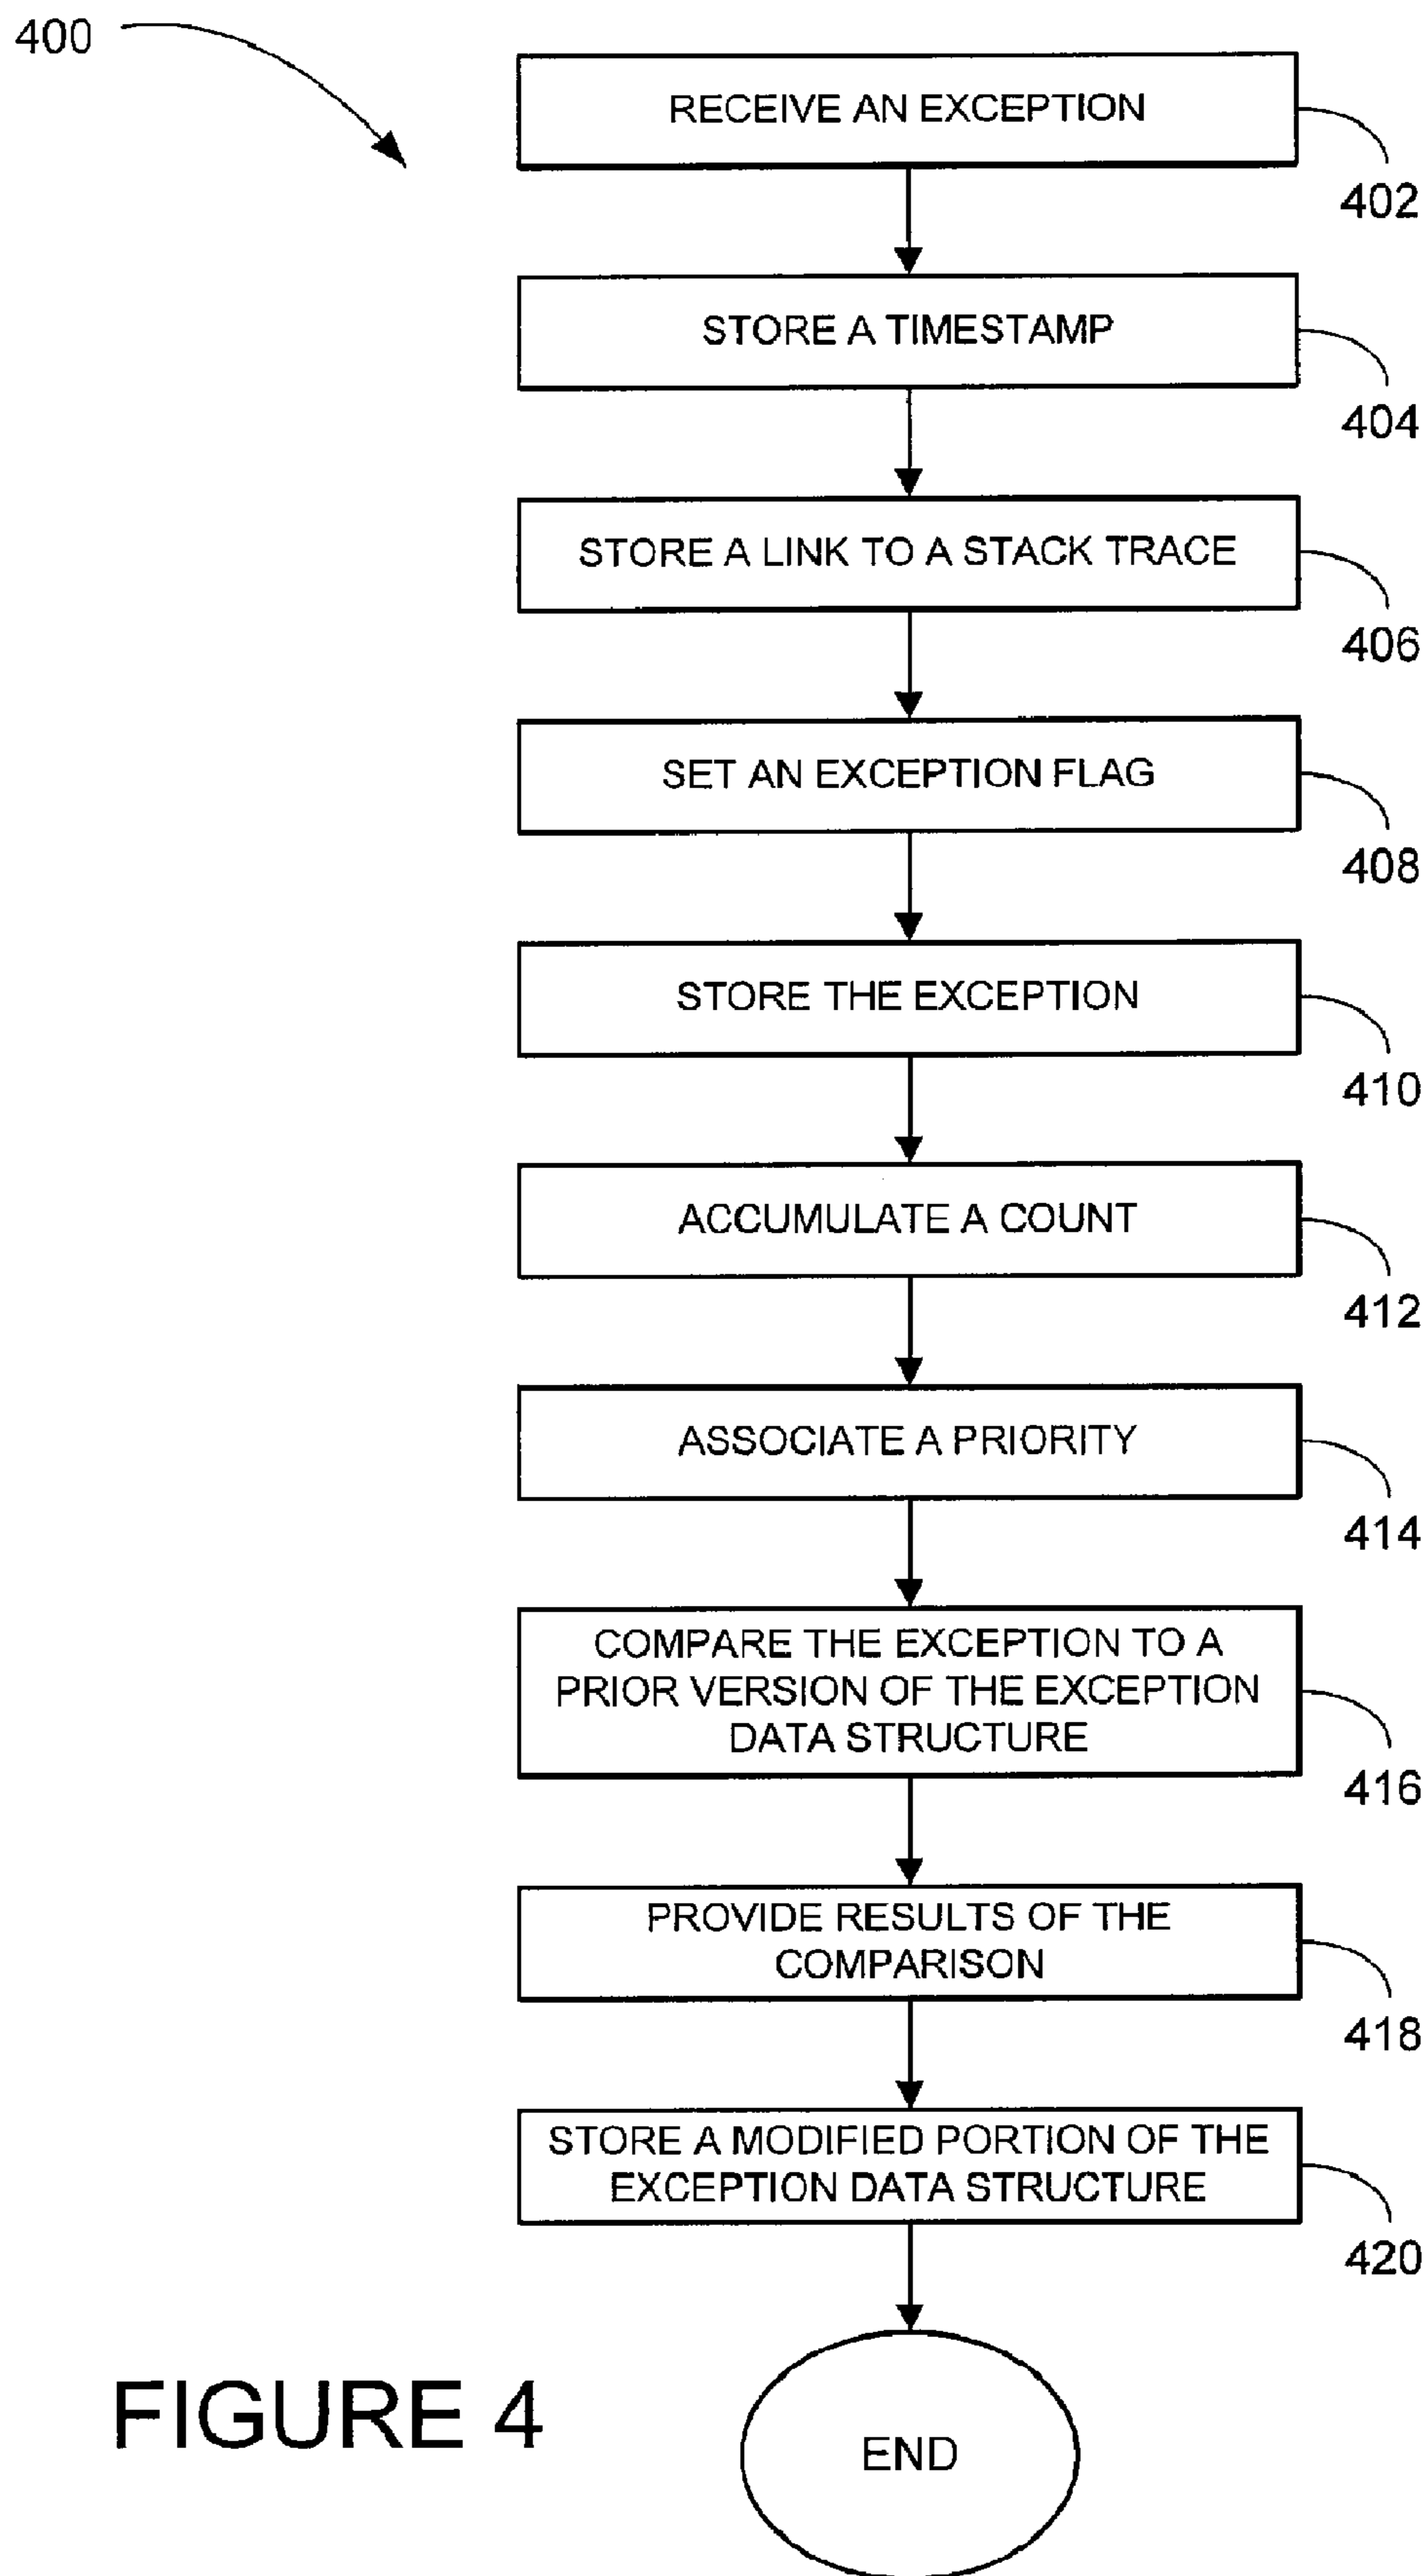 400
RECEIVE AN EXCEPTION
402
STORE A TIMESTAMP
404
STORE A LINK TO A STACK TRACE
406
SET AN EXCEPTION FLAG
408
STORE THE EXCEPTION
410
ACCUMULATE A COUNT
412
ASSOCIATE A PRIORITY
414
COMPARE THE EXCEPTION TO A
PRIOR VERSION OF THE EXCEPTION
DATA STRUCTURE
416
PROVIDE RESULTS OF THE
COMPARISON
418
STORE A MODIFIED PORTION OF THE
EXCEPTION DATA STRUCTURE
420
FIGURE 4
END